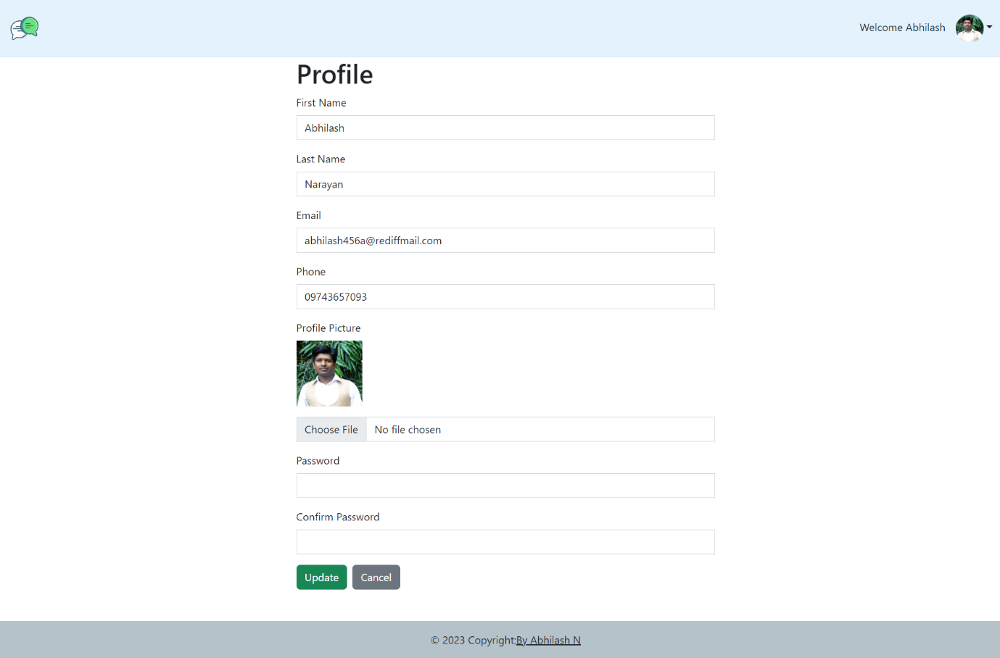 Welcome Abhilash
Profile
First Name
Abhilash
Last Name
Narayan
Email
abhilash456a@rediffmail.com
Phone
09743657093
Profile Picture
Choose File No file chosen
Password
Confirm Password
Update Cancel
© 2023 Copyright:By Abhilash N